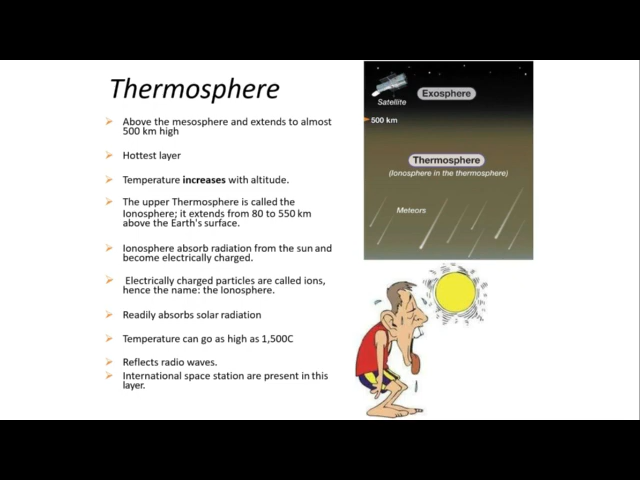 Thermosphere
Above the mesosphere and extends to almost
500 km high
Hottest layer
Temperature increases with altitude.
The upper Thermosphere is called the
Ionosphere; it extends from 80 to 550 km
above the Earth's surface.
Ionosphere absorb radiation from the sun and
become electrically charged.
Electrically charged particles are called ions,
hence the name: the Ionosphere.
Readily absorbs solar radiation
Temperature can go as high as 1,500C
Reflects radio waves.
International space station are present in this
layer.
Satellite
Exosphere
500 km
Thermosphere
(Ionosphere in the thermosphere)
Meteors